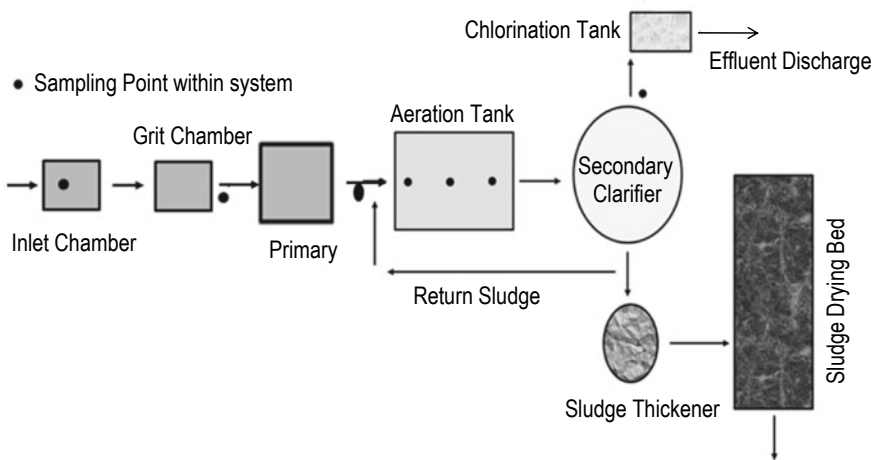 Chlorination Tank
Effluent Discharge
Sampling Point within system
Aeration Tank
Grit Chamber
Secondary
Clarifier
Inlet Chamber
Primary
Return Sludge
Sludge Drying Bed
Sludge Thickener